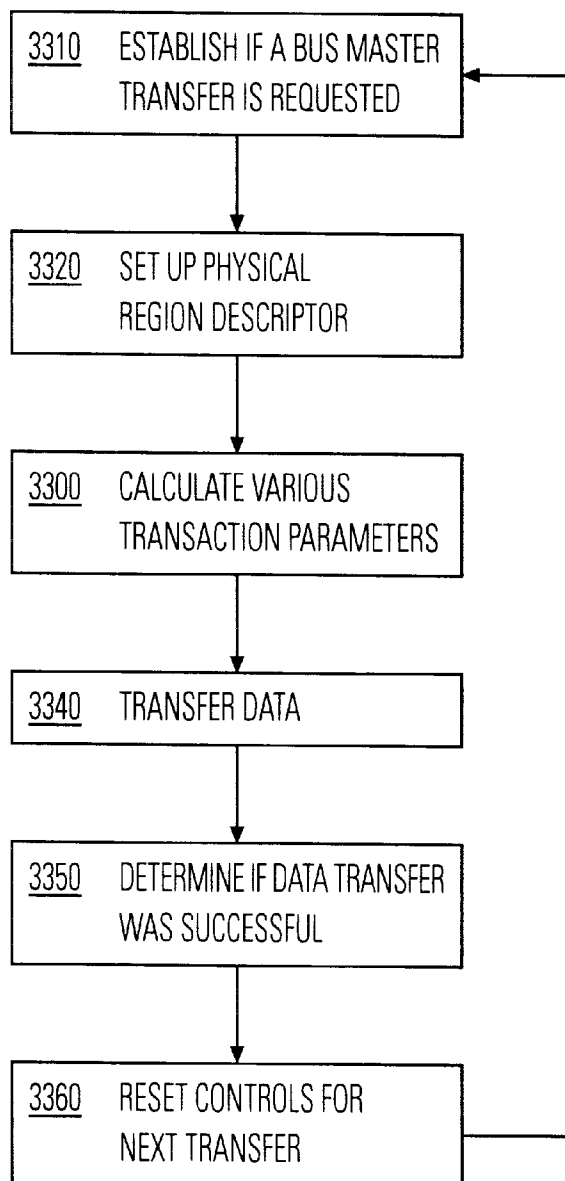 3310 ESTABLISH IF A BUS MASTER
TRANSFER IS REQUESTED
3320 SET UP PHYSICAL
REGION DESCRIPTOR
3300 CALCULATE VARIOUS
TRANSACTION PARAMETERS
3340 TRANSFER DATA
3350 DETERMINE IF DATA TRANSFER
WAS SUCCESSFUL
3360 RESET CONTROLS FOR
NEXT TRANSFER